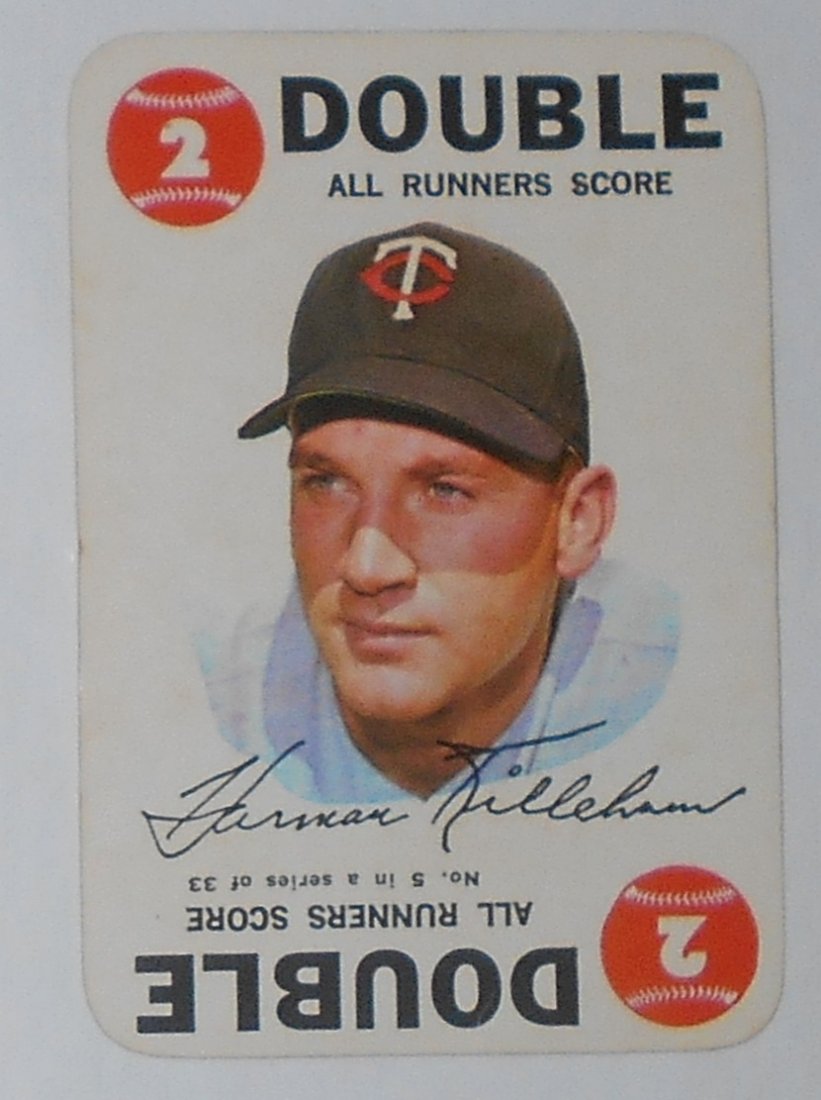 2
DOUBLE
ALL RUNNERS SCORE
TC
Harmon Killebrew
No. 5 in a series of 33
ALL RUNNERS SCORE
DOUBLE
2